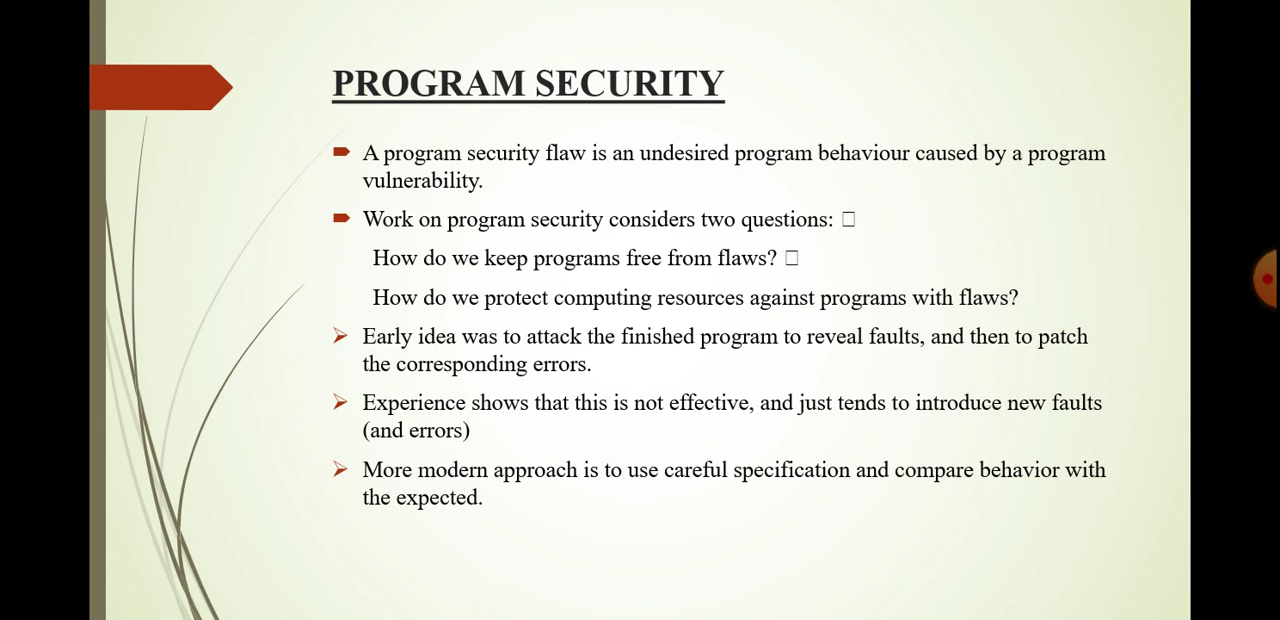 PROGRAM SECURITY
A program security flaw is an undesired program behaviour caused by a program
vulnerability.
Work on program security considers two questions: □
How do we keep programs free from flaws? □
How do we protect computing resources against programs with flaws?
Early idea was to attack the finished program to reveal faults, and then to patch
the corresponding errors.
Experience shows that this is not effective, and just tends to introduce new faults
(and errors)
More modern approach is to use careful specification and compare behavior with
the expected.